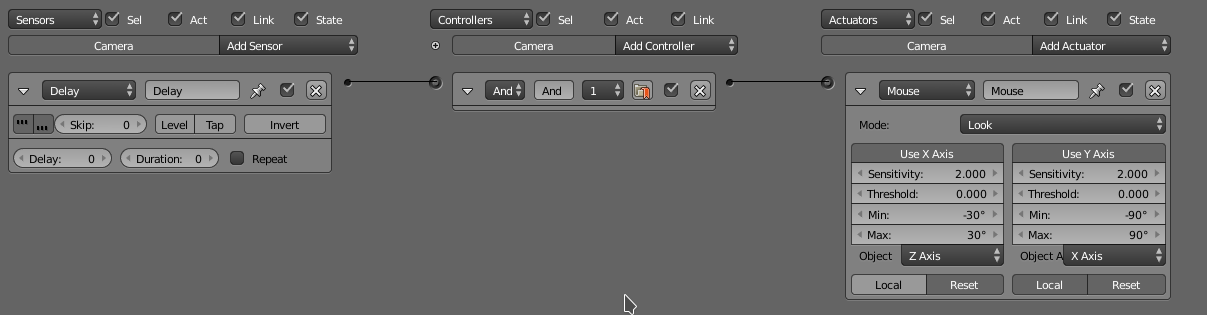 Sensors Sel Act Link State Controllers Sel Act Link Actuators Sel Act Link State
Camera Add Sensor Camera Add Controller Camera Add Actuator
Delay Delay And And 1 Mouse Mouse
Skip: 0 Level Tap Invert Mode: Look
Delay: 0 Duration: 0 Repeat Use X Axis Use Y Axis
Sensitivity: 2.000 Sensitivity: 2.000
Threshold: 0.000 Threshold: 0.000
Min: -30° Min: -90°
Max: 30° Max: 90°
Object Z Axis Object A X Axis
Local Reset Local Reset